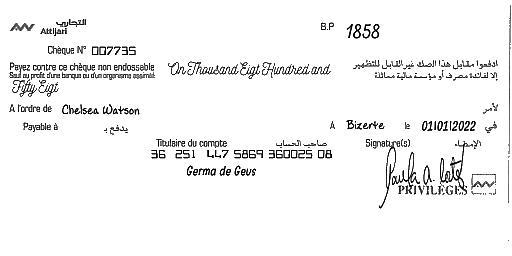 التجاري
Attijari
B.P 1858
Chèque N° 007735
Payez contre ce chèque non endossable On Thousand Eigt Hundred and ادفعوا مقابل هذا الصك غير القابل للتظهير
Sauf au profit d'une banque ou d'un organisme assimilé إلا لفائدة مصرف أو مؤسسة مالية مماثلة
Fifty Eigt
A l'ordre de Chelsea Watson لأمر
Payable à يدفع بـ A Bizerte le 01/01/2022 في
Titulaire du compte صاحب الحساب Signature(s) الإمضاء
36 251 447 5869 360025 08
Germa de Geus
PRIVILEGES